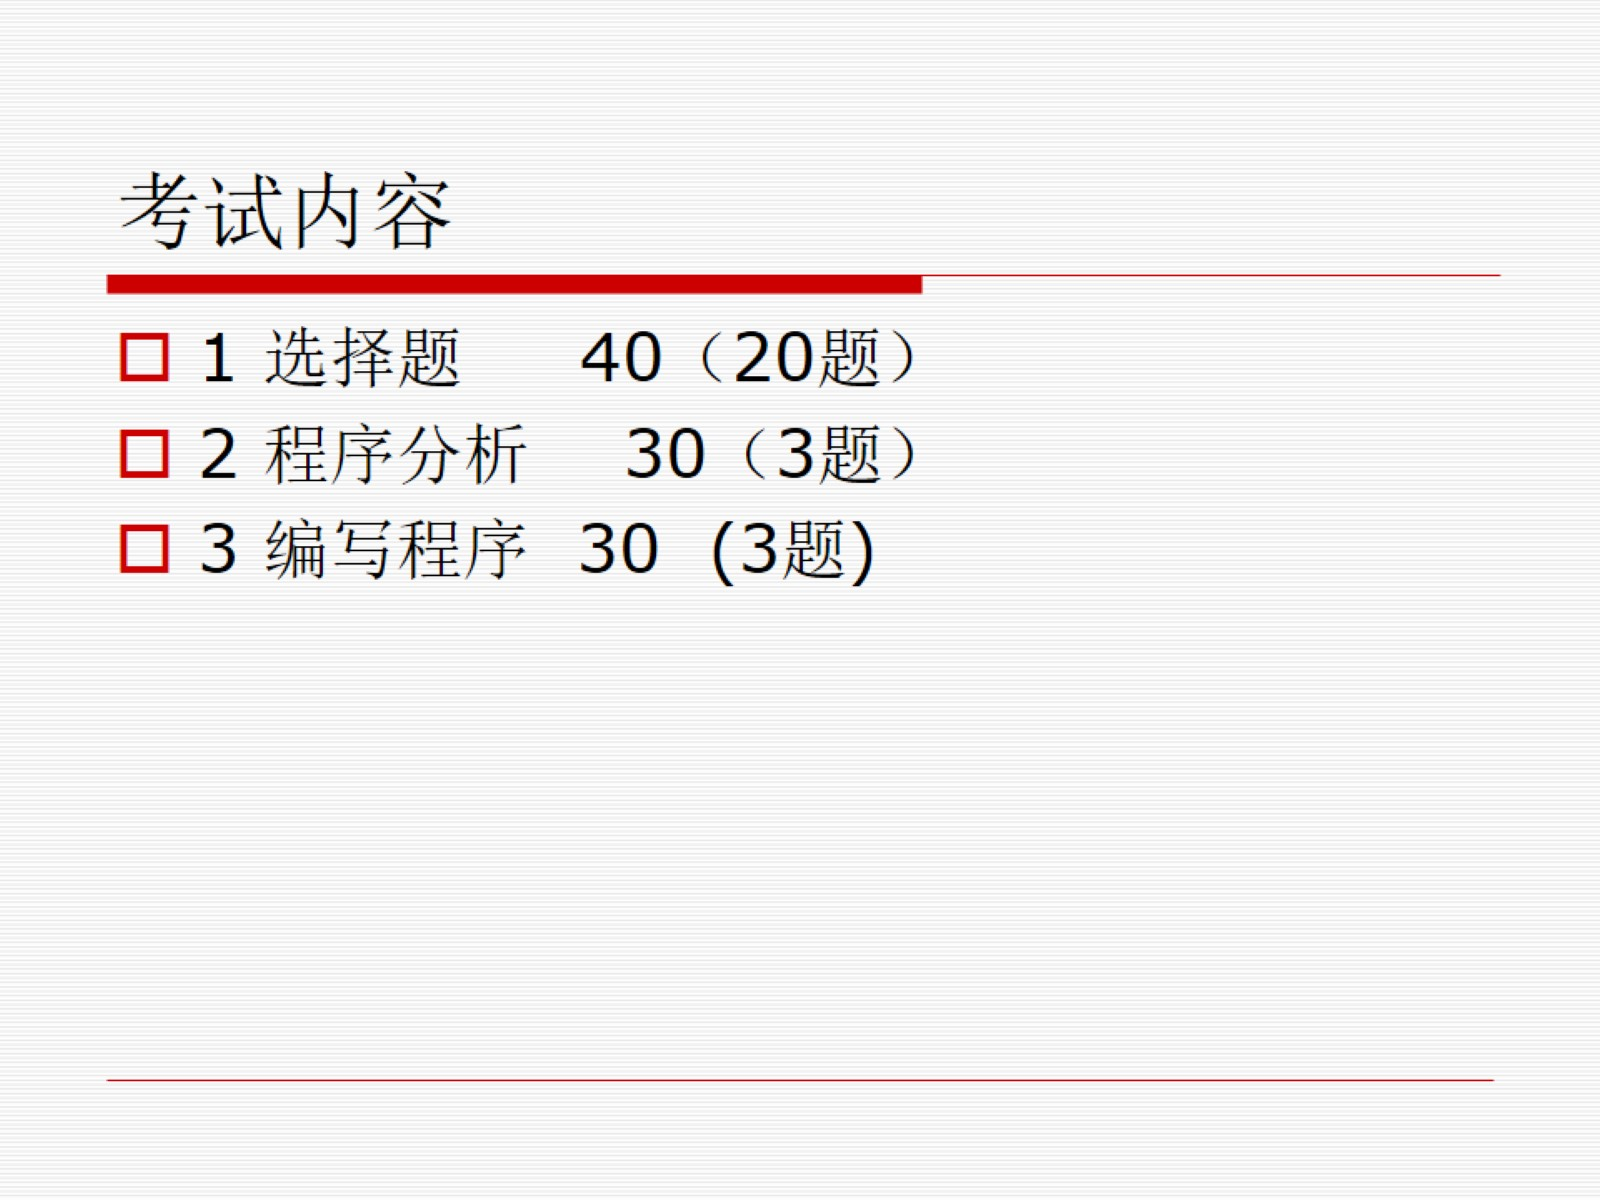 考试内容
1 选择题 40（20题）
2 程序分析 30（3题）
3 编写程序 30 (3题)